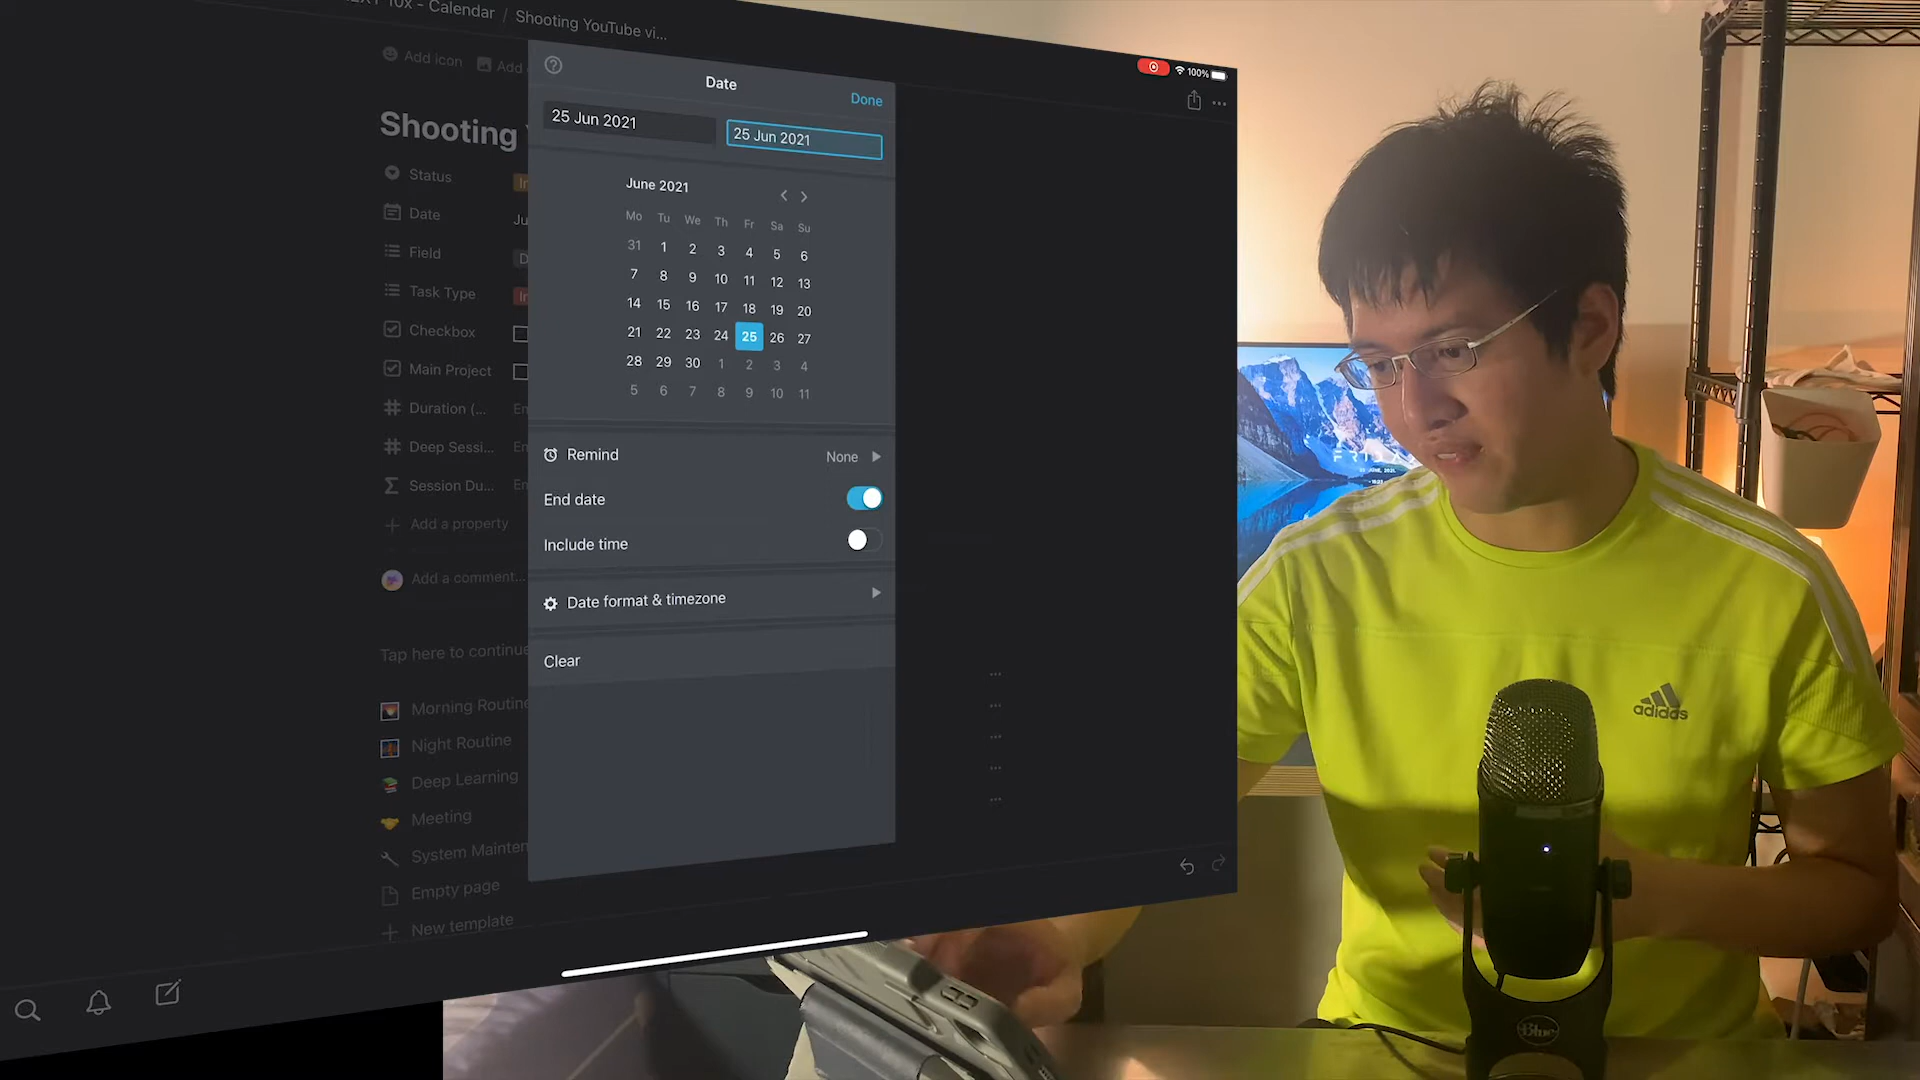 10x - Calendar / Shooting YouTube vi...
100%
Add icon
Add
Date
Done
25 Jun 2021
25 Jun 2021
Shooting
Status
Date
Field
Task Type
Checkbox
Main Project
Duration (...
Deep Sessi...
Session Du...
Add a property
Add a comment...
June 2021
Mo Tu We Th Fr Sa Su
31 1 2 3 4 5 6
7 8 9 10 11 12 13
14 15 16 17 18 19 20
21 22 23 24 25 26 27
28 29 30 1 2 3 4
5 6 7 8 9 10 11
Remind
None
End date
Include time
Date format & timezone
Clear
Tap here to continue
Morning Routine
Night Routine
Deep Learning
Meeting
System Mainten
Empty page
New template
adidas
Blue